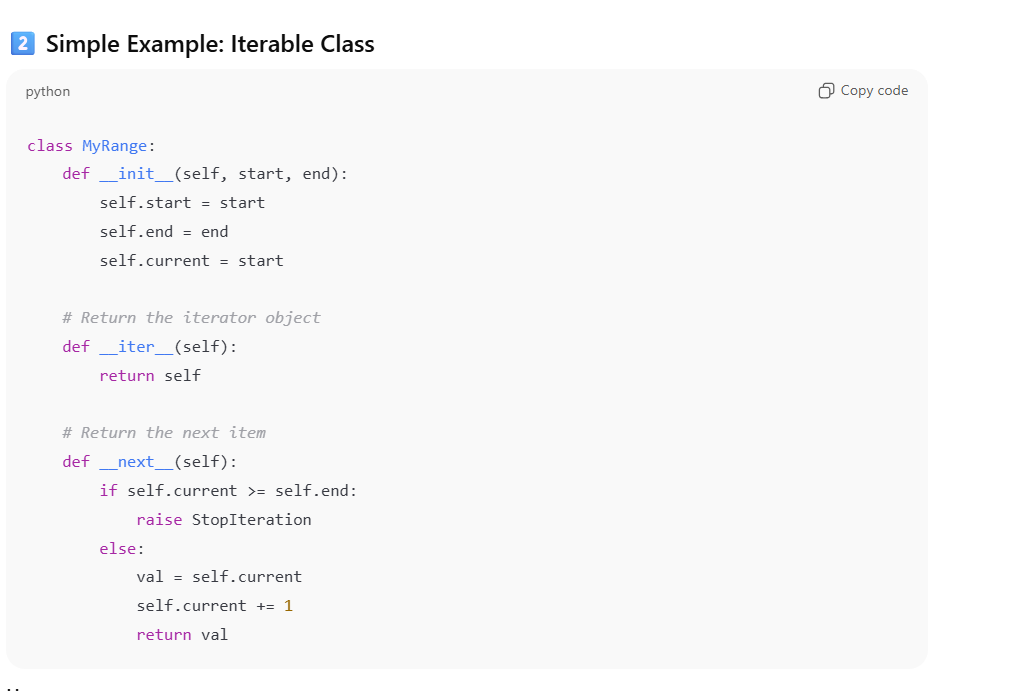 2 Simple Example: Iterable Class
python
Copy code
class MyRange:
    def __init__(self, start, end):
        self.start = start
        self.end = end
        self.current = start
    # Return the iterator object
    def __iter__(self):
        return self
    # Return the next item
    def __next__(self):
        if self.current >= self.end:
            raise StopIteration
        else:
            val = self.current
            self.current += 1
            return val